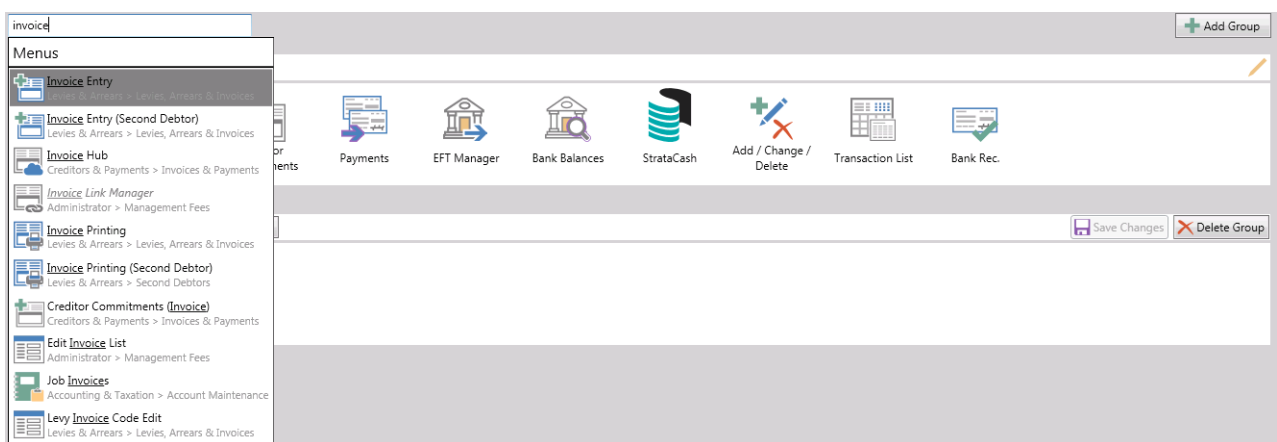 invoice
Add Group
Menus
Invoice Entry
Levies & Arrears > Levies, Arrears & Invoices
Invoice Entry (Second Debtor)
Levies & Arrears > Levies, Arrears & Invoices
Invoice Hub
Creditors & Payments > Invoices & Payments
Invoice Link Manager
Administrator > Management Fees
Invoice Printing
Levies & Arrears > Levies, Arrears & Invoices
Invoice Printing (Second Debtor)
Levies & Arrears > Second Debtors
Creditor Commitments (Invoice)
Creditors & Payments > Invoices & Payments
Edit Invoice List
Administrator > Management Fees
Job Invoices
Accounting & Taxation > Account Maintenance
Levy Invoice Code Edit
Levies & Arrears > Levies, Arrears & Invoices
Payments
EFT Manager
Bank Balances
StrataCash
Add / Change /
Delete
Transaction List
Bank Rec.
Save Changes
Delete Group